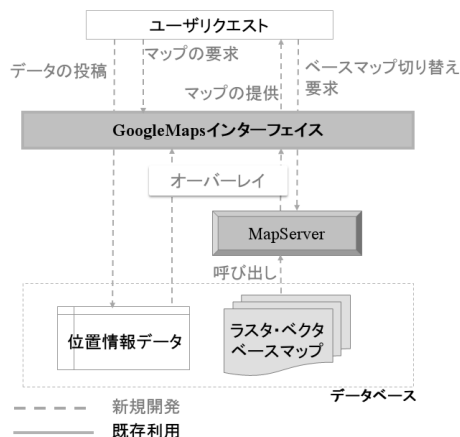 ユーザリクエスト
データの投稿
マップの要求
マップの提供
ベースマップ切り替え
要求
GoogleMapsインターフェイス
オーバーレイ
MapServer
呼び出し
位置情報データ
ラスタ・ベクタ
ベースマップ
データベース
新規開発
既存利用